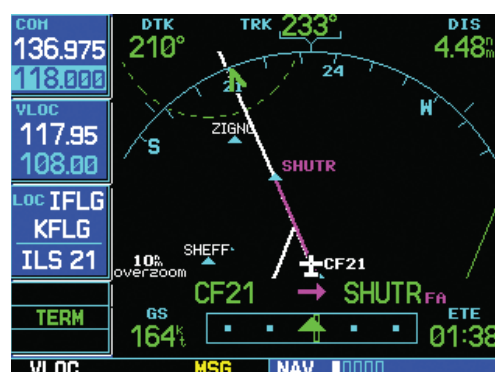 COM
136.975
118.000
VLOC
117.95
108.00
LOC IFLG
KFLG
ILS 21
TERM
VLOC
DTK
210°
TRK 233°
DIS
4.48nm
S
21
24
W
ZIGNO
SHUTR
SHEFF
10nm
overzoom
CF21
CF21 → SHUTR FA
GS
164kt
ETE
01:38
MSG
NAV